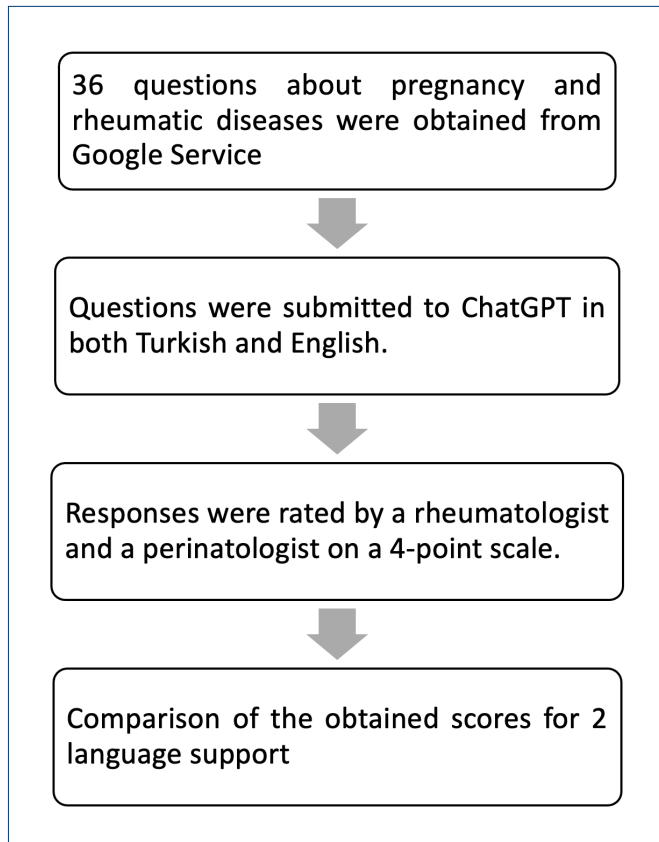 36 questions about pregnancy and
rheumatic diseases were obtained from
Google Service
Questions were submitted to ChatGPT in
both Turkish and English.
Responses were rated by a rheumatologist
and a perinatologist on a 4-point scale.
Comparison of the obtained scores for 2
language support